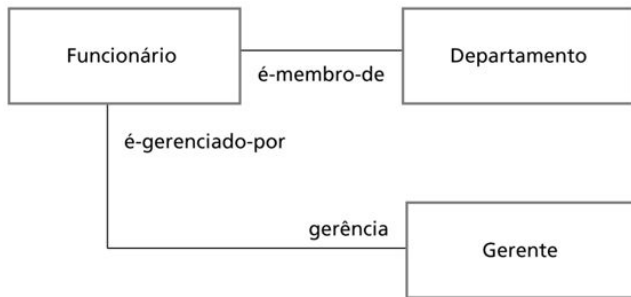 Funcionário
Departamento
é-membro-de
é-gerenciado-por
gerência
Gerente